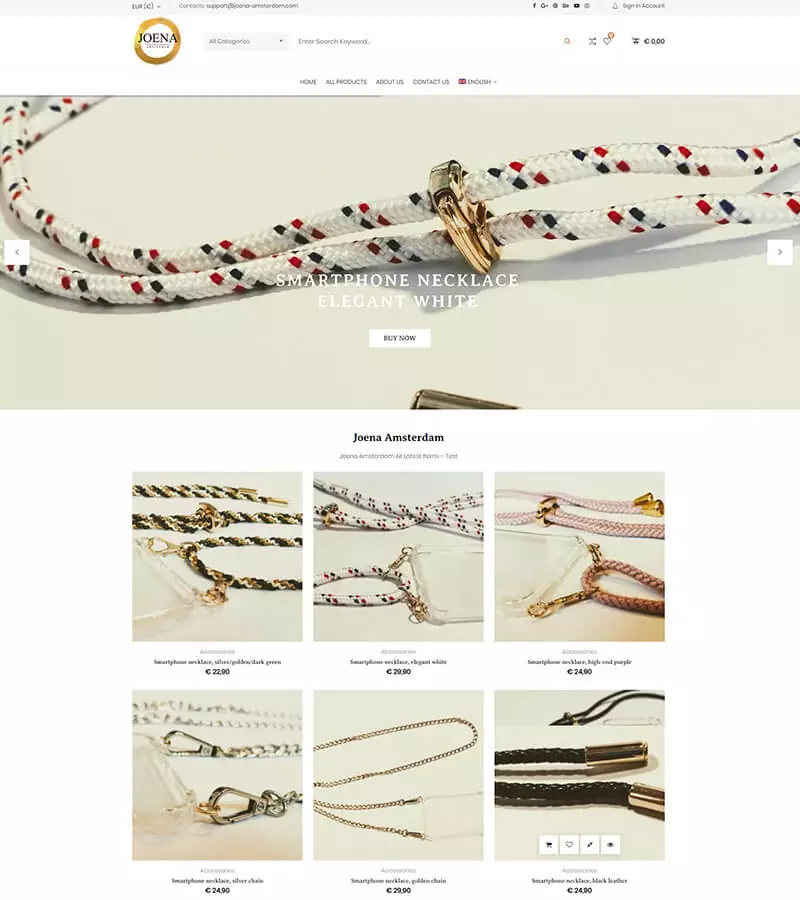 EUR (€)
Contacts: support@joena-amsterdam.com
Sign In Account
JOENA
AMSTERDAM
All Categories
Enter Search Keyword...
0
€ 0,00
HOME ALL PRODUCTS ABOUT US CONTACT US ENGLISH
SMARTPHONE NECKLACE
ELEGANT WHITE
BUY NOW
Joena Amsterdam
Joena Amsterdam All Latest Items – Test
Accessories
Smartphone necklace, silver/golden/dark green
€ 22,90
Accessories
Smartphone necklace, elegant white
€ 29,90
Accessories
Smartphone necklace, high-end purple
€ 24,90
Accessories
Smartphone necklace, silver chain
€ 24,90
Accessories
Smartphone necklace, golden chain
€ 29,90
Accessories
Smartphone necklace, black leather
€ 24,90